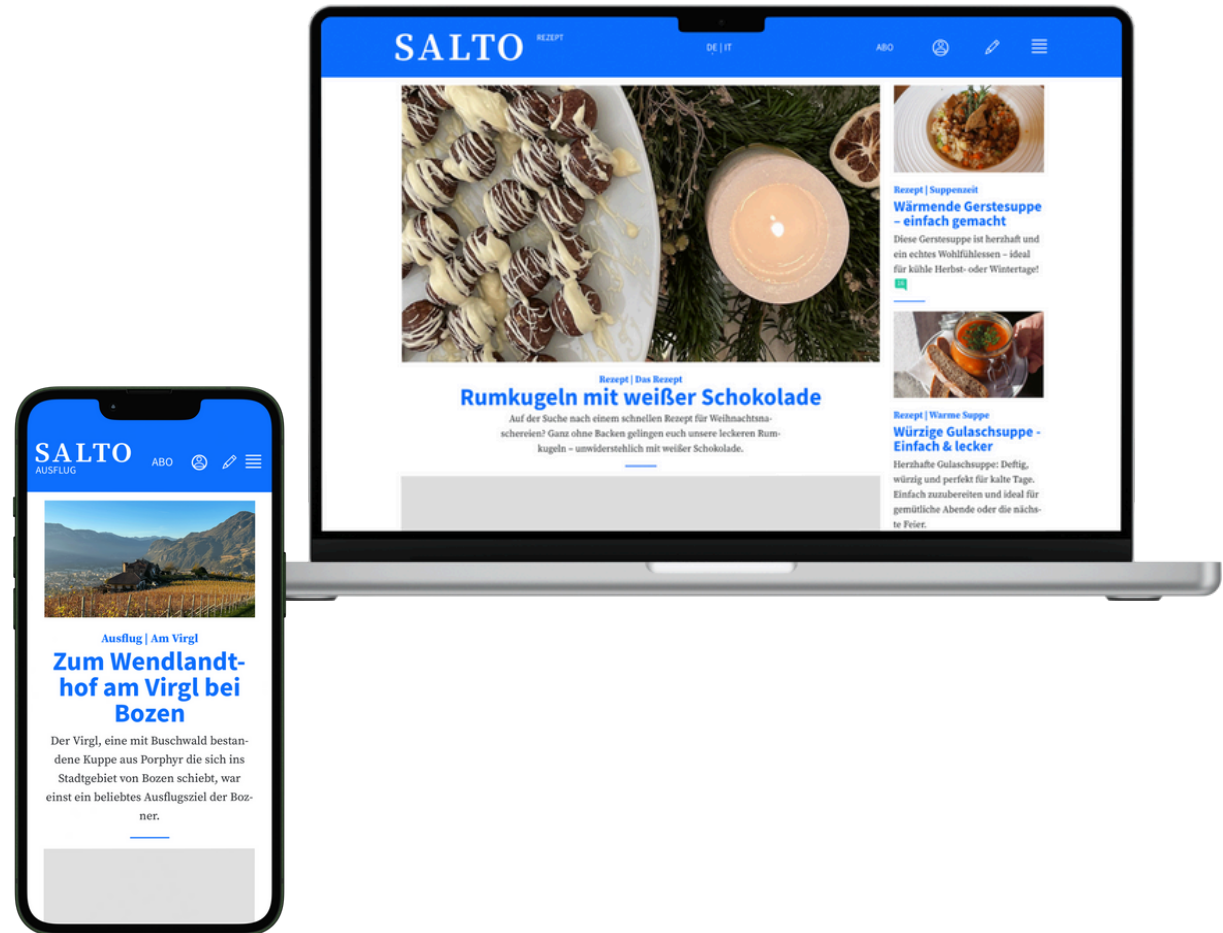 SALTO
REZEPT
DE | IT
ABO
Rezept | Das Rezept
Rumkugeln mit weißer Schokolade
Auf der Suche nach einem schnellen Rezept für Weihnachtsna-
schereien? Ganz ohne Backen gelingen euch unsere leckeren Rum-
kugeln – unwiderstehlich mit weißer Schokolade.
Rezept | Suppenzeit
Wärmende Gerstesuppe
– einfach gemacht
Diese Gerstesuppe ist herzhaft und
ein echtes Wohlfühlessen – ideal
für kühle Herbst- oder Wintertage!
Rezept | Warme Suppe
Würzige Gulaschsuppe -
Einfach & lecker
Herzhafte Gulaschsuppe: Deftig,
würzig und perfekt für kalte Tage.
Einfach zuzubereiten und ideal für
gemütliche Abende oder die nächs-
te Feier.
SALTO
AUSFLUG
ABO
Ausflug | Am Virgl
Zum Wendlandt-
hof am Virgl bei
Bozen
Der Virgl, eine mit Buschwald bestan-
dene Kuppe aus Porphyr die sich ins
Stadtgebiet von Bozen schiebt, war
einst ein beliebtes Ausflugsziel der Boz-
ner.